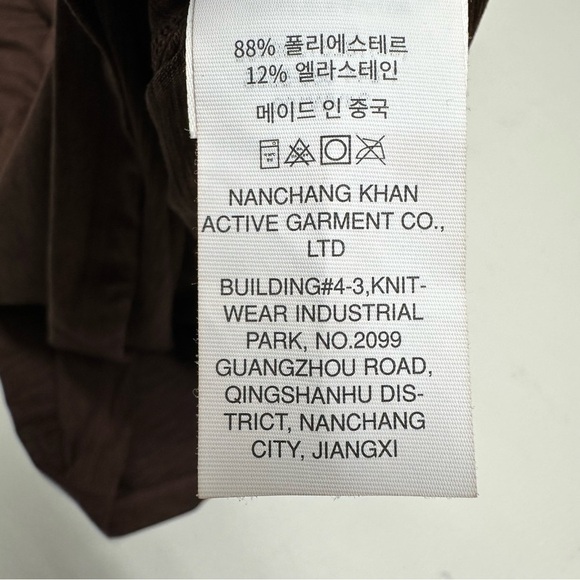 88% 폴리에스테르
12% 엘라스테인
메이드 인 중국
NANCHANG KHAN
ACTIVE GARMENT CO.,
LTD
BUILDING#4-3,KNIT-
WEAR INDUSTRIAL
PARK, NO.2099
GUANGZHOU ROAD,
QINGSHANHU DIS-
TRICT, NANCHANG
CITY, JIANGXI